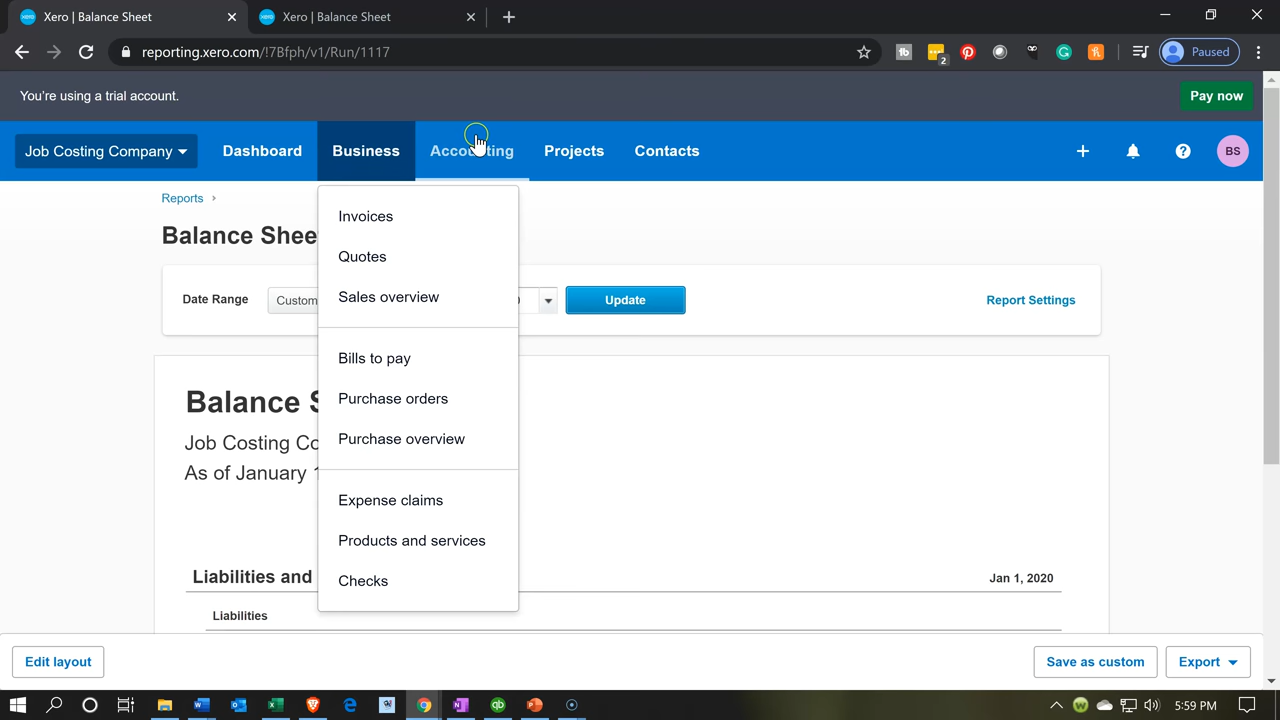 Xero | Balance Sheet
Xero | Balance Sheet
reporting.xero.com/!7Bfph/v1/Run/1117
Paused
You're using a trial account.
Pay now
Job Costing Company
Dashboard
Business
Accounting
Projects
Contacts
BS
Reports
Balance Shee
Invoices
Quotes
Sales overview
Bills to pay
Purchase orders
Purchase overview
Expense claims
Products and services
Checks
Date Range
Custom
Update
Report Settings
Balance S
Job Costing Co
As of January 1
Liabilities and
Jan 1, 2020
Liabilities
Edit layout
Save as custom
Export
5:59 PM